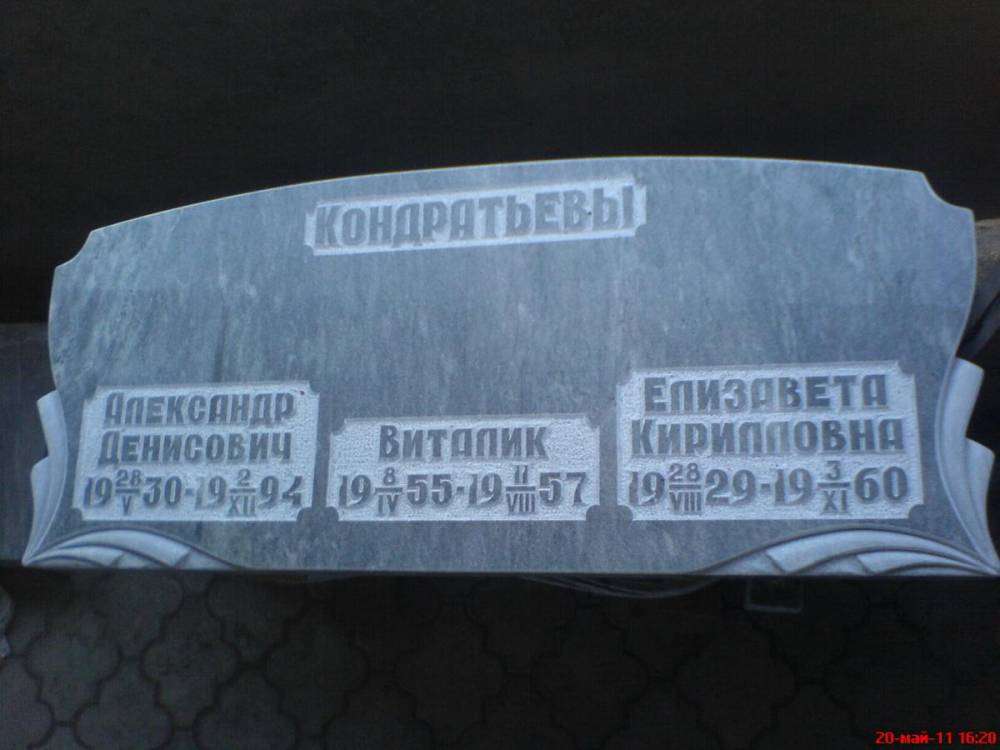 КОНДРАТЬЕВЫ
АЛЕКСАНДР
ДЕНИСОВИЧ
19 28/V 30-19 2/XII 94
ВИТАЛИК
19 8/IV 55-19 11/VIII 57
ЕЛИЗАВЕТА
КИРИЛЛОВНА
19 28/VIII 29-19 3/XI 60
20-май-11 16:20